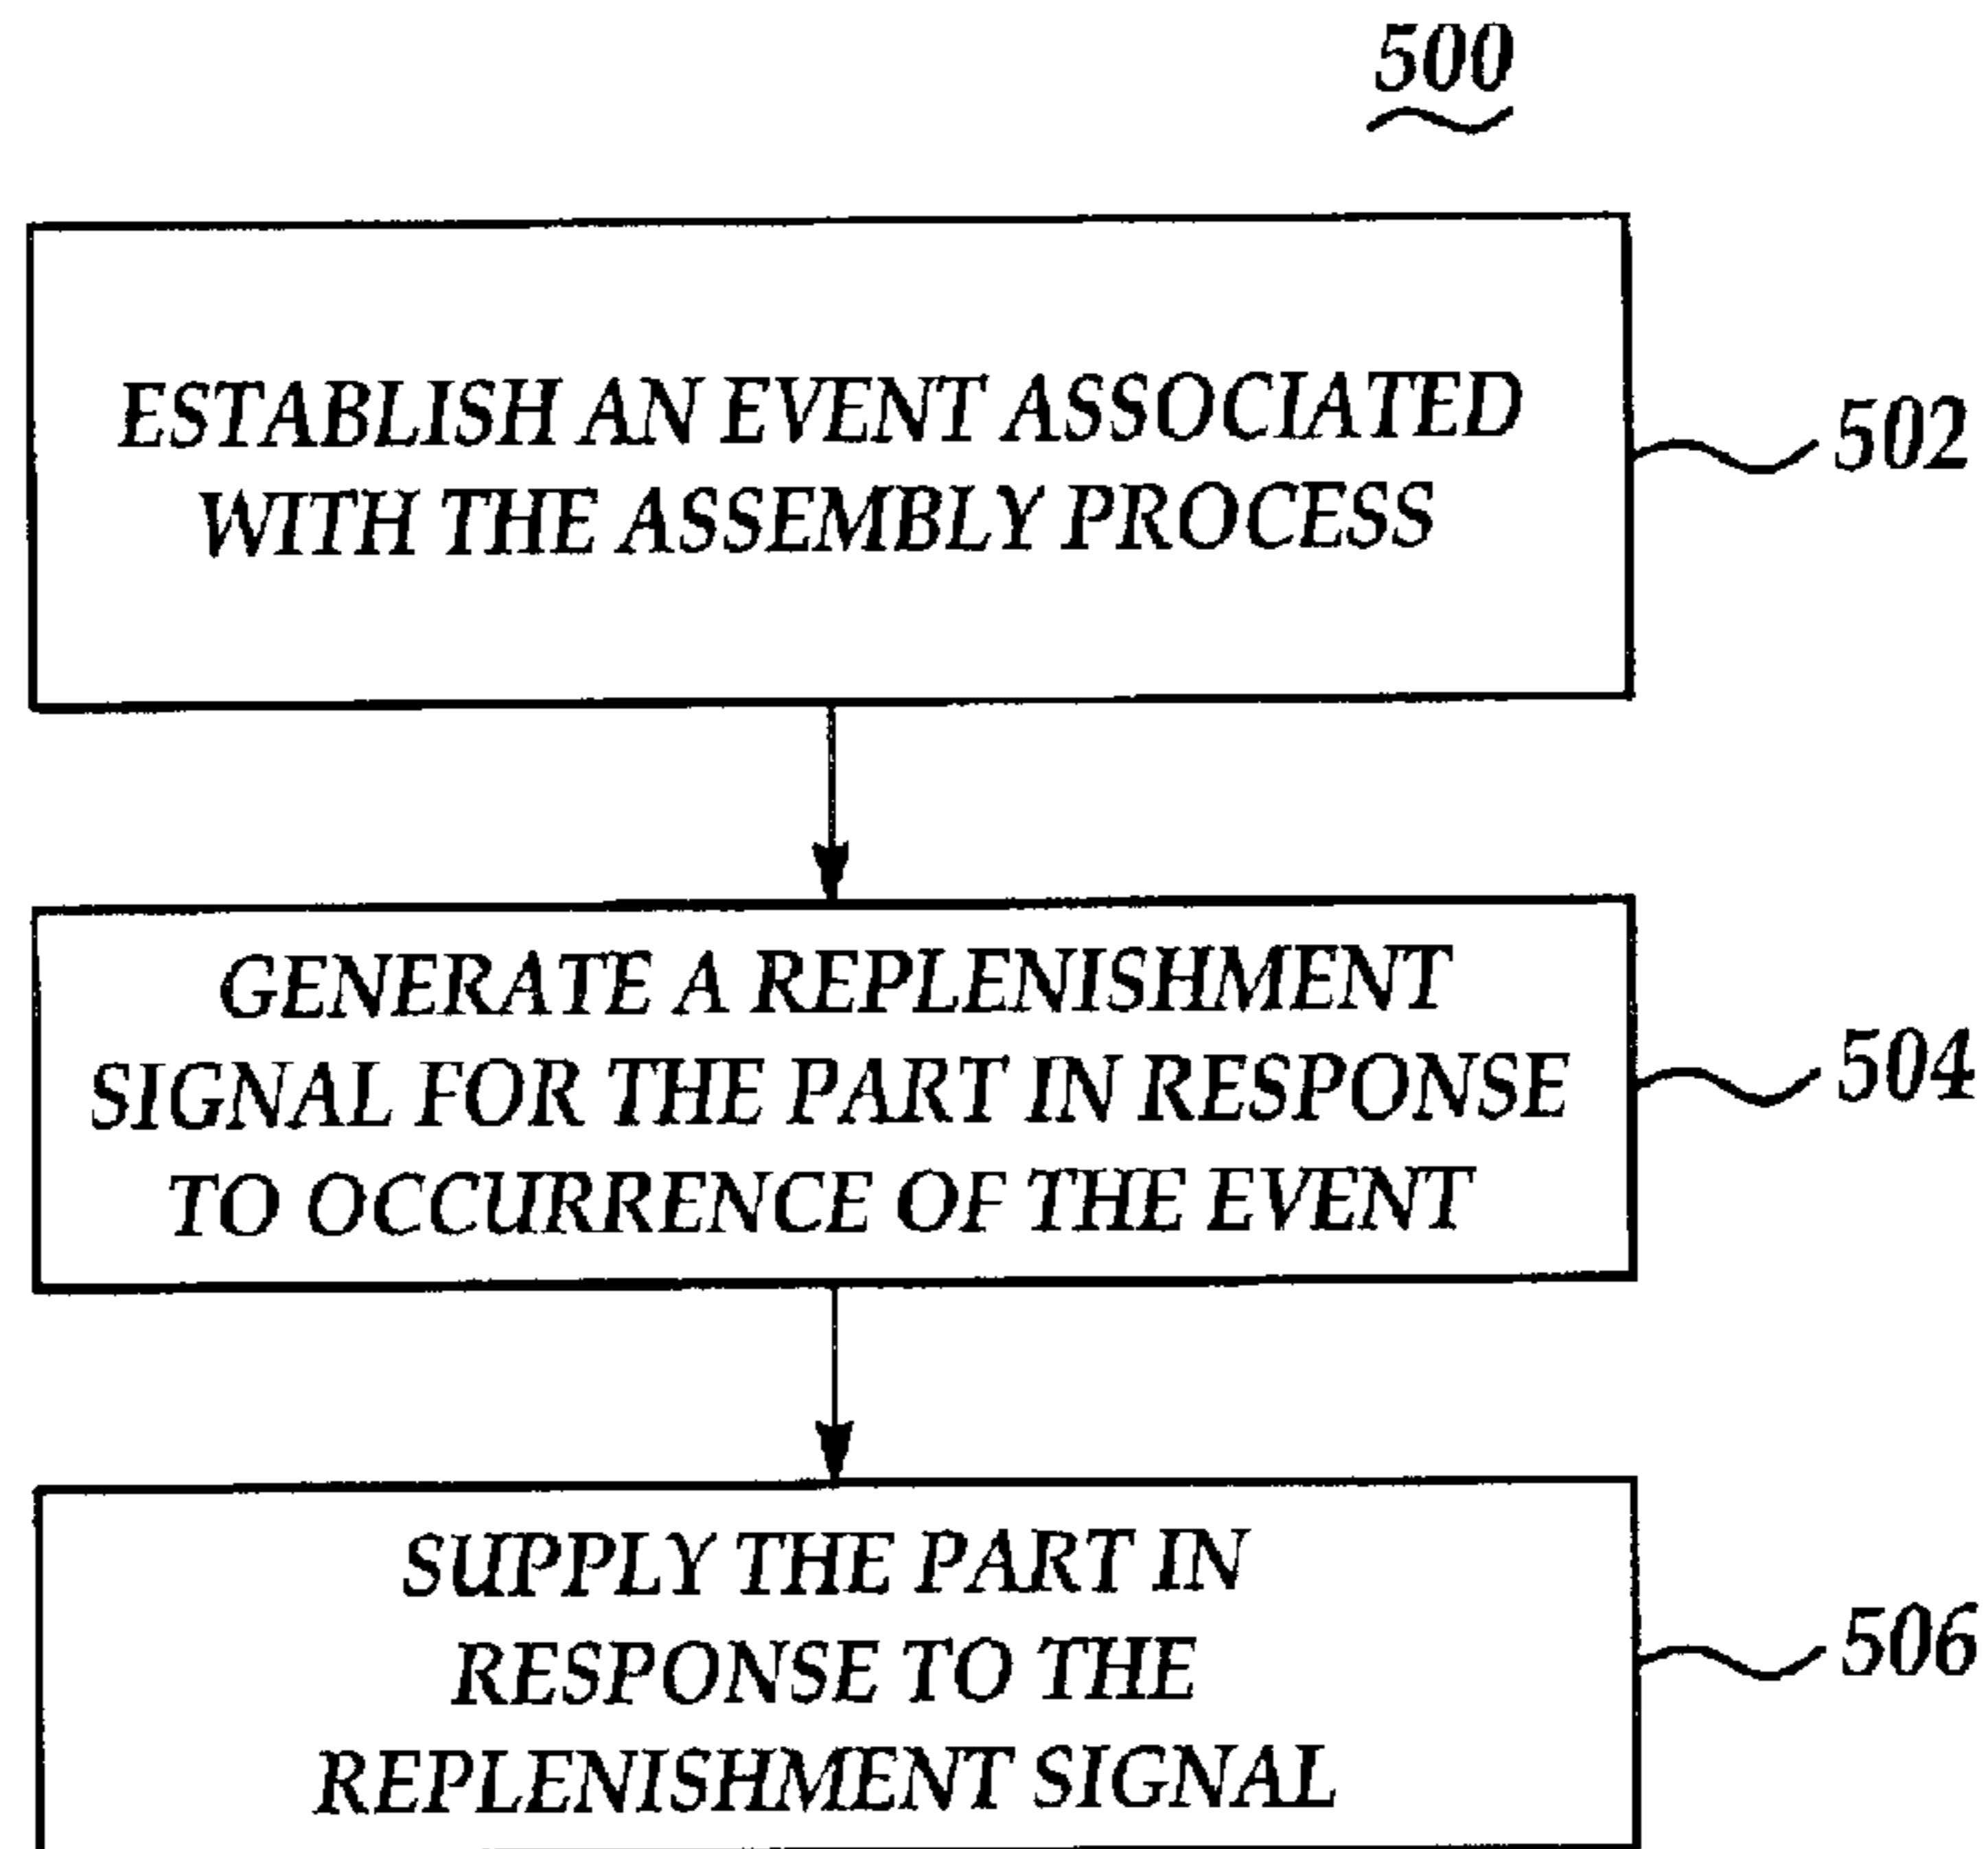 500
ESTABLISH AN EVENT ASSOCIATED
WITH THE ASSEMBLY PROCESS
502
GENERATE A REPLENISHMENT
SIGNAL FOR THE PART IN RESPONSE
TO OCCURRENCE OF THE EVENT
504
SUPPLY THE PART IN
RESPONSE TO THE
REPLENISHMENT SIGNAL
506